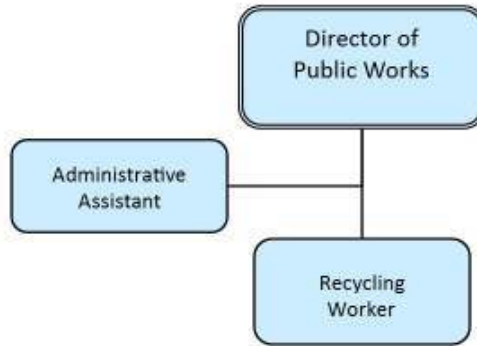 Director of
Public Works
Administrative
Assistant
Recycling
Worker